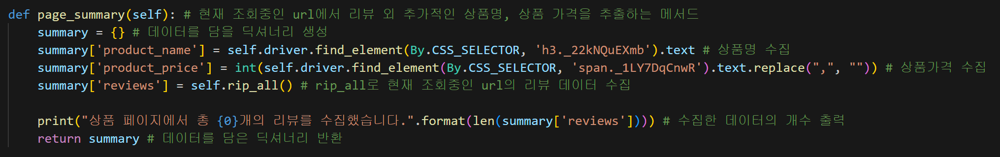 def page_summary(self): # 현재 조회중인 url에서 리뷰 외 추가적인 상품명, 상품 가격을 추출하는 메서드
    summary = {} # 데이터를 담을 딕셔너리 생성
    summary['product_name'] = self.driver.find_element(By.CSS_SELECTOR, 'h3._22kNQuEXmb').text # 상품명 수집
    summary['product_price'] = int(self.driver.find_element(By.CSS_SELECTOR, 'span._1LY7DqCnwR').text.replace(",", "")) # 상품가격 수집
    summary['reviews'] = self.rip_all() # rip_all로 현재 조회중인 url의 리뷰 데이터 수집

    print("상품 페이지에서 총 {0}개의 리뷰를 수집했습니다.".format(len(summary['reviews']))) # 수집한 데이터의 개수 출력
    return summary # 데이터를 담은 딕셔너리 반환